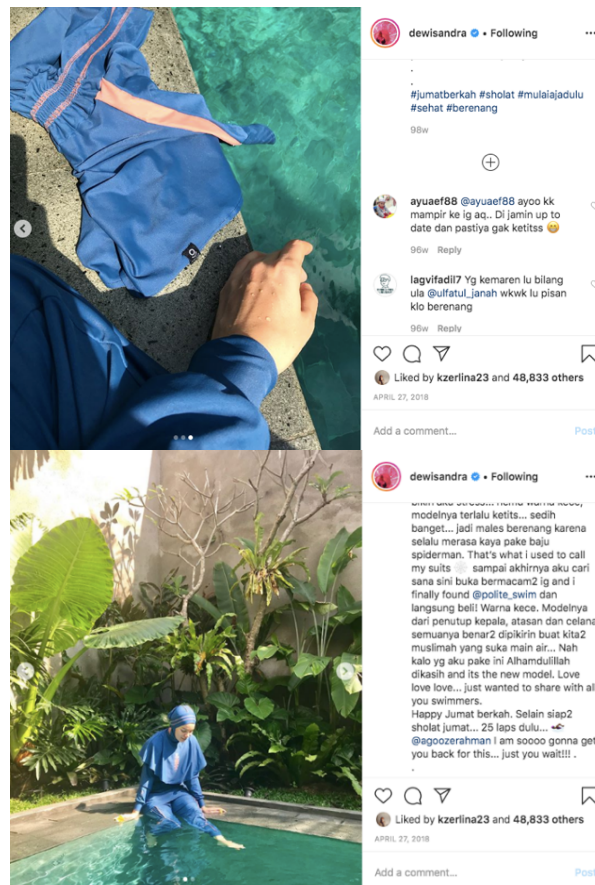 dewisandra • Following
.
.
#jumatberkah #sholat #mulaiajadulu
#sehat #berenang
98w
ayuaef88 @ayuaef88 ayoo kk
mampir ke ig aq.. Di jamin up to
date dan pastiya gak ketitss 😁
96w Reply
lagvifadil7 Yg kemaren lu bilang
ula @ulfatul_janah wkwk lu pisan
klo berenang
96w Reply
Liked by kzerlina23 and 48,833 others
APRIL 27, 2018
Add a comment... Post
dewisandra • Following
bikin aku stress... nemu warna kece,
modelnya terlalu ketits... sedih
banget... jadi males berenang karena
selalu merasa kaya pake baju
spiderman. That's what i used to call
my suits 🕸 sampai akhirnya aku cari
sana sini buka bermacam2 ig and i
finally found @polite_swim dan
langsung beli! Warna kece. Modelnya
dari penutup kepala, atasan dan celana
semuanya benar2 dipikirin buat kita2
muslimah yang suka main air... Nah
kalo yg aku pake ini Alhamdulillah
dikasih and its the new model. Love
love love... just wanted to share with all
you swimmers.
Happy Jumat berkah. Selain siap2
sholat jumat... 25 laps dulu... 🏊
@agoozerahman I am soooo gonna get
you back for this... just you wait!!! .
.
Liked by kzerlina23 and 48,833 others
APRIL 27, 2018
Add a comment... Post